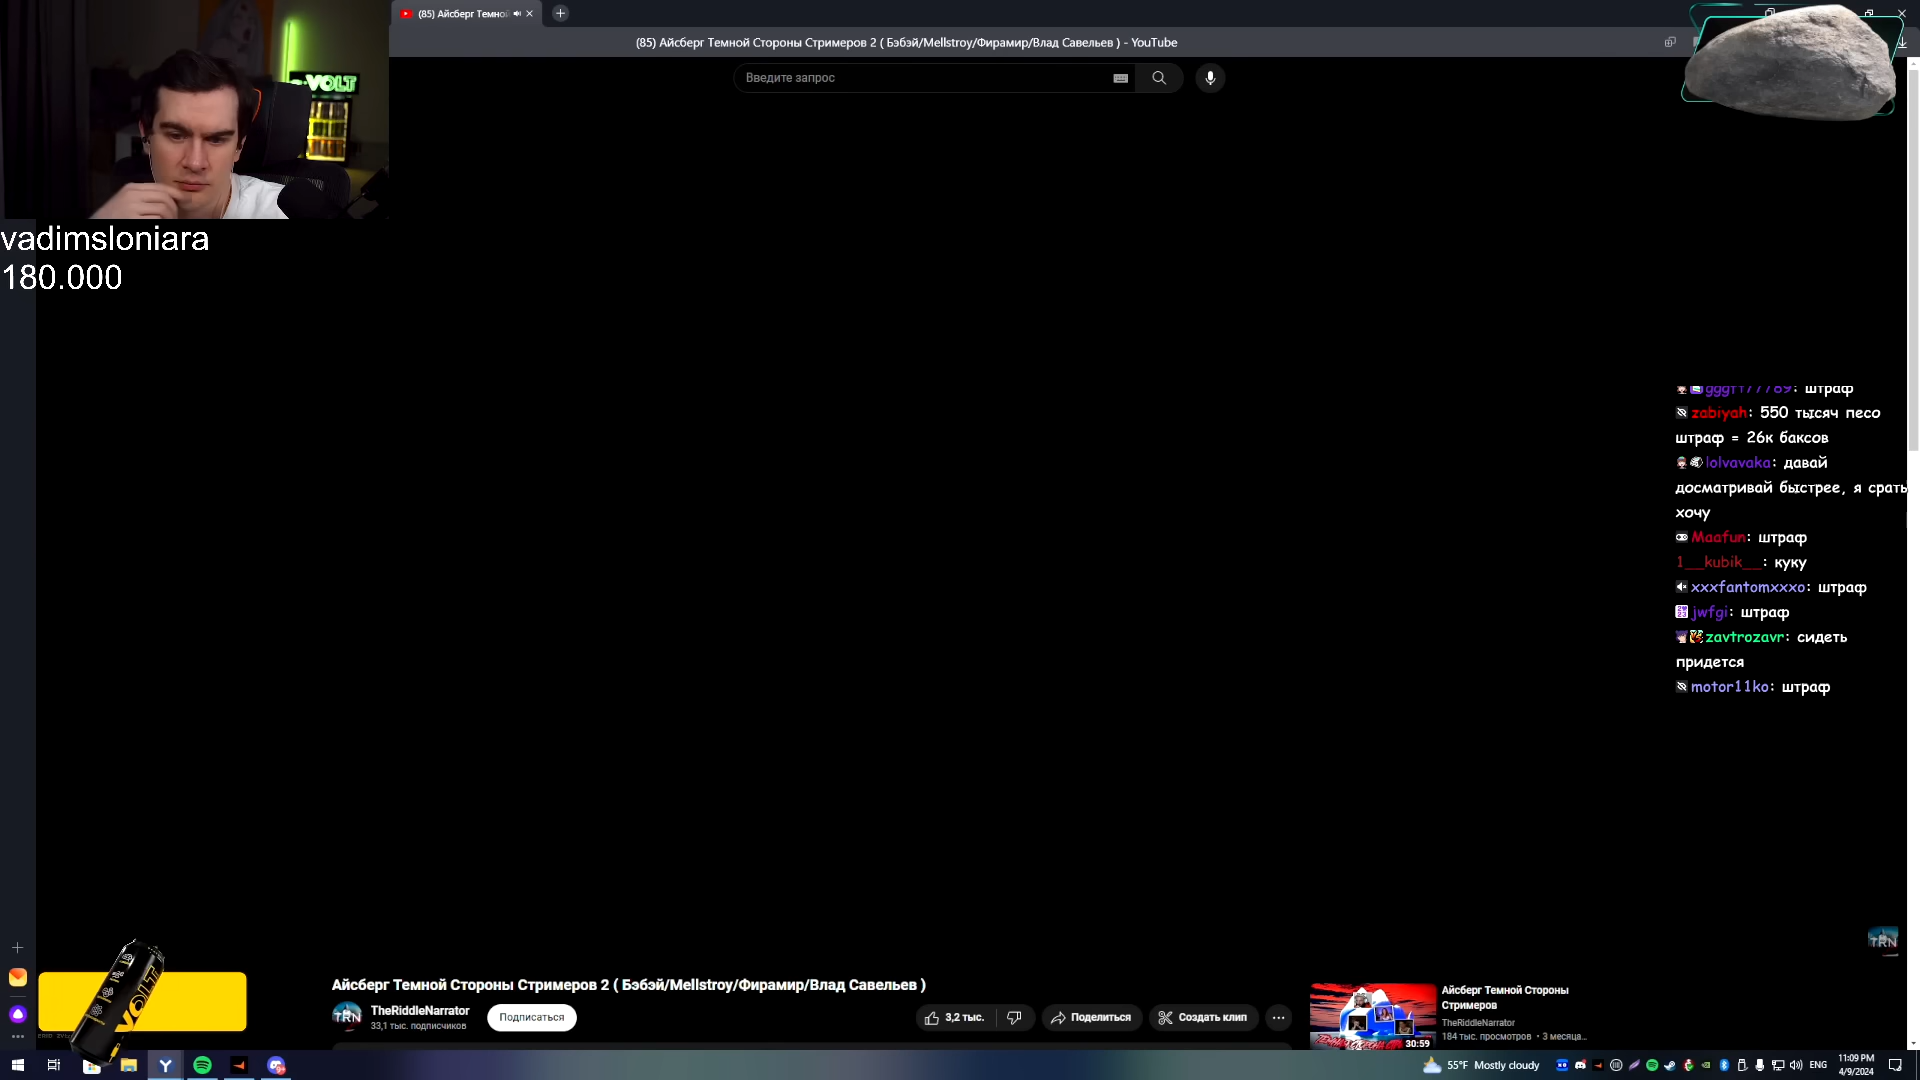 (85) Айсберг Темно
(85) Айсберг Темной Стороны Стримеров 2 ( Бэбэй/Mellstroy/Фирамир/Влад Савельев ) - YouTube
Введите запрос
VOLT
vadimsloniara
180.000
gggff77789: штраф
zabiyah: 550 тысяч песо
штраф = 26к баксов
lolvavaka: давай
досматривай быстрее, я срать
хочу
Maafun: штраф
1__kubik__: куку
xxxfantomxxxo: штраф
jwfgi: штраф
zavtrozavr: сидеть
придется
motor11ko: штраф
TRN
VOLT
Айсберг Темной Стороны Стримеров 2 ( Бэбэй/Mellstroy/Фирамир/Влад Савельев )
TRN
TheRiddleNarrator
33,1 тыс. подписчиков
Подписаться
3,2 тыс.
Поделиться
Создать клип
30:59
Айсберг Темной Стороны
Стримеров
TheRiddleNarrator
184 тыс. просмотров • 3 месяца...
55°F Mostly cloudy
ENG
11:09 PM
4/9/2024